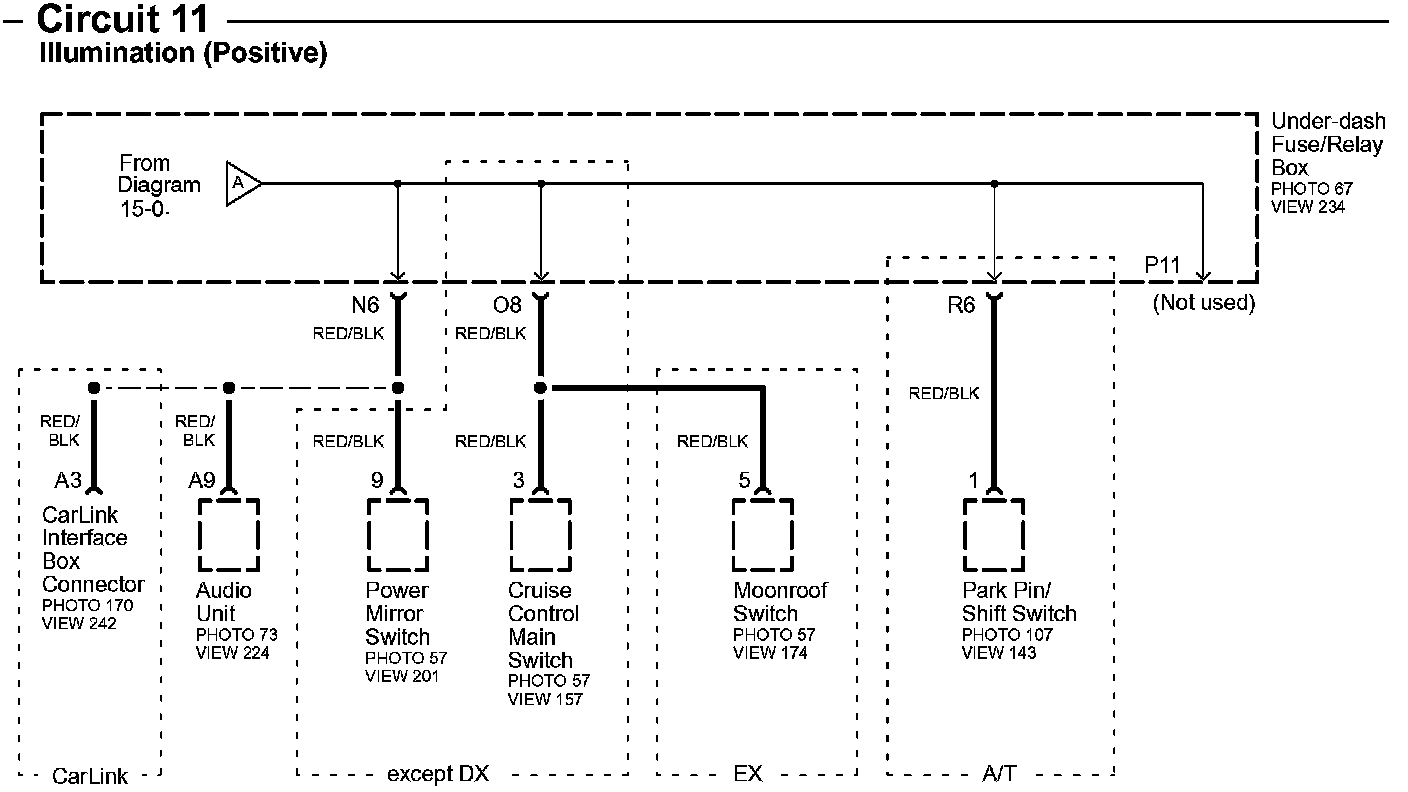 Circuit 11
Illumination (Positive)
Under-dash
Fuse/Relay
Box
PHOTO 67
VIEW 234
From
Diagram
15-0.
A
P11
(Not used)
N6
O8
R6
RED/BLK
RED/BLK
RED/BLK
RED/
BLK
RED/
BLK
RED/BLK
RED/BLK
RED/BLK
A3
A9
9
3
5
1
CarLink
Interface
Box
Connector
PHOTO 170
VIEW 242
Audio
Unit
PHOTO 73
VIEW 224
Power
Mirror
Switch
PHOTO 57
VIEW 201
Cruise
Control
Main
Switch
PHOTO 57
VIEW 157
Moonroof
Switch
PHOTO 57
VIEW 174
Park Pin/
Shift Switch
PHOTO 107
VIEW 143
CarLink
except DX
EX
A/T